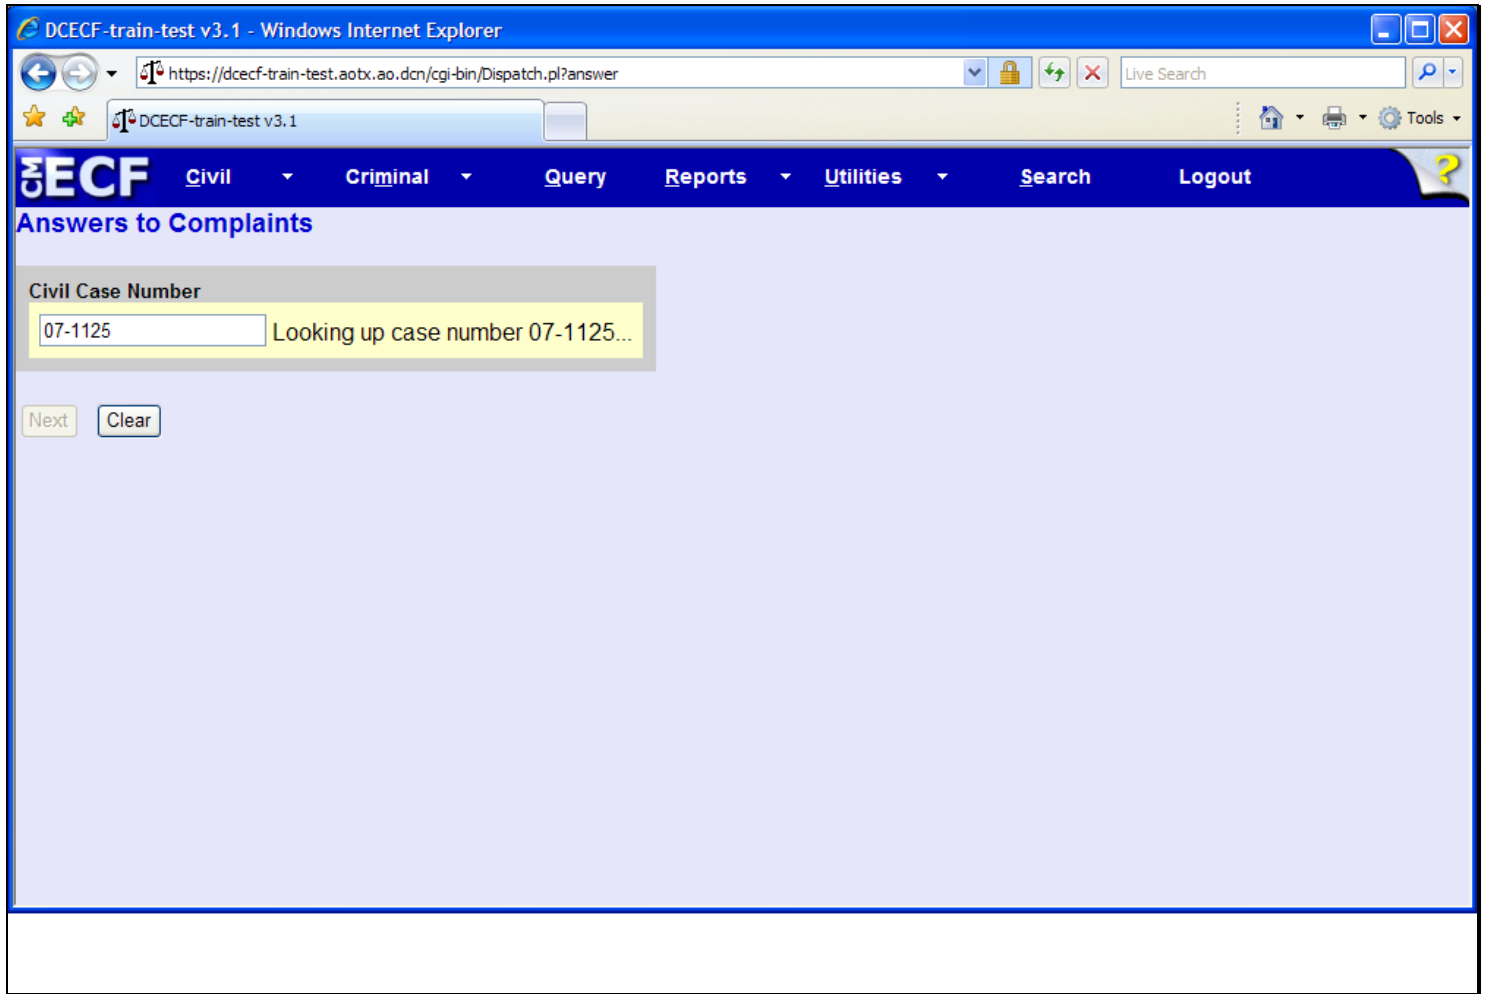 DCECF-train-test v3.1 - Windows Internet Explorer
https://dcecf-train-test.aotx.ao.dcn/cgi-bin/Dispatch.pl?answer
Live Search
DCECF-train-test v3.1
Tools
CM ECF Civil Criminal Query Reports Utilities Search Logout ?
Answers to Complaints
Civil Case Number
07-1125 Looking up case number 07-1125...
Next Clear